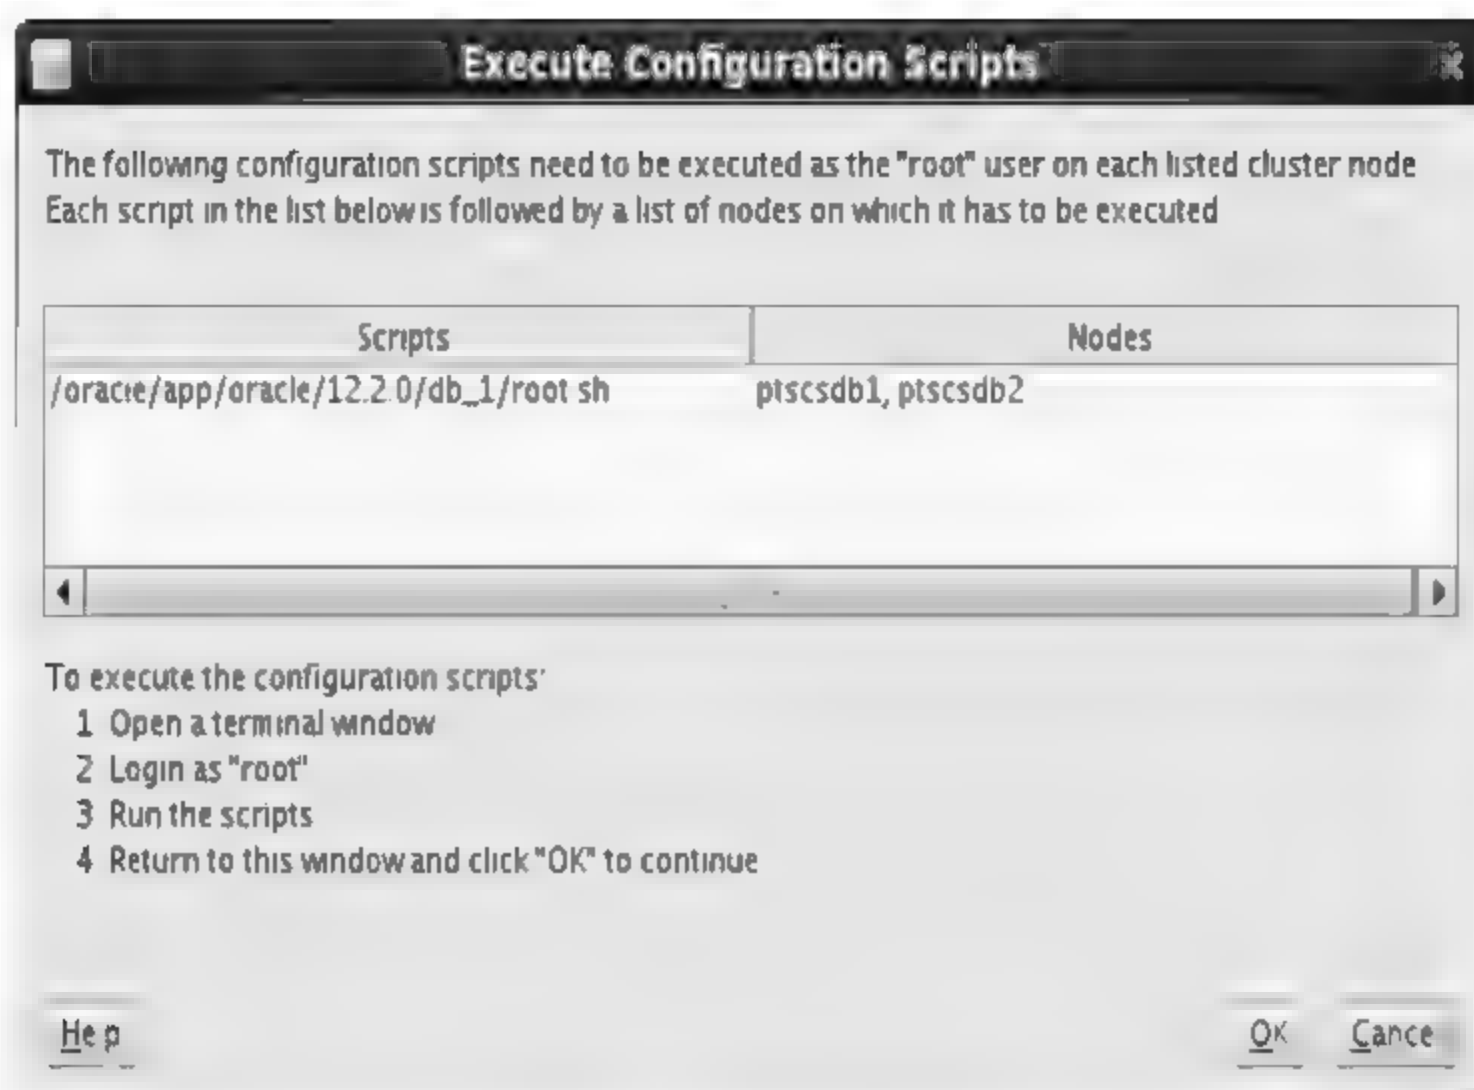 Execute Configuration Scripts
The following configuration scripts need to be executed as the "root" user on each listed cluster node
Each script in the list below is followed by a list of nodes on which it has to be executed
Scripts Nodes
/oracle/app/oracle/12.2.0/db_1/root sh ptscsdb1, ptscsdb2
To execute the configuration scripts:
1 Open a terminal window
2 Login as "root"
3 Run the scripts
4 Return to this window and click "OK" to continue
Help OK Cancel